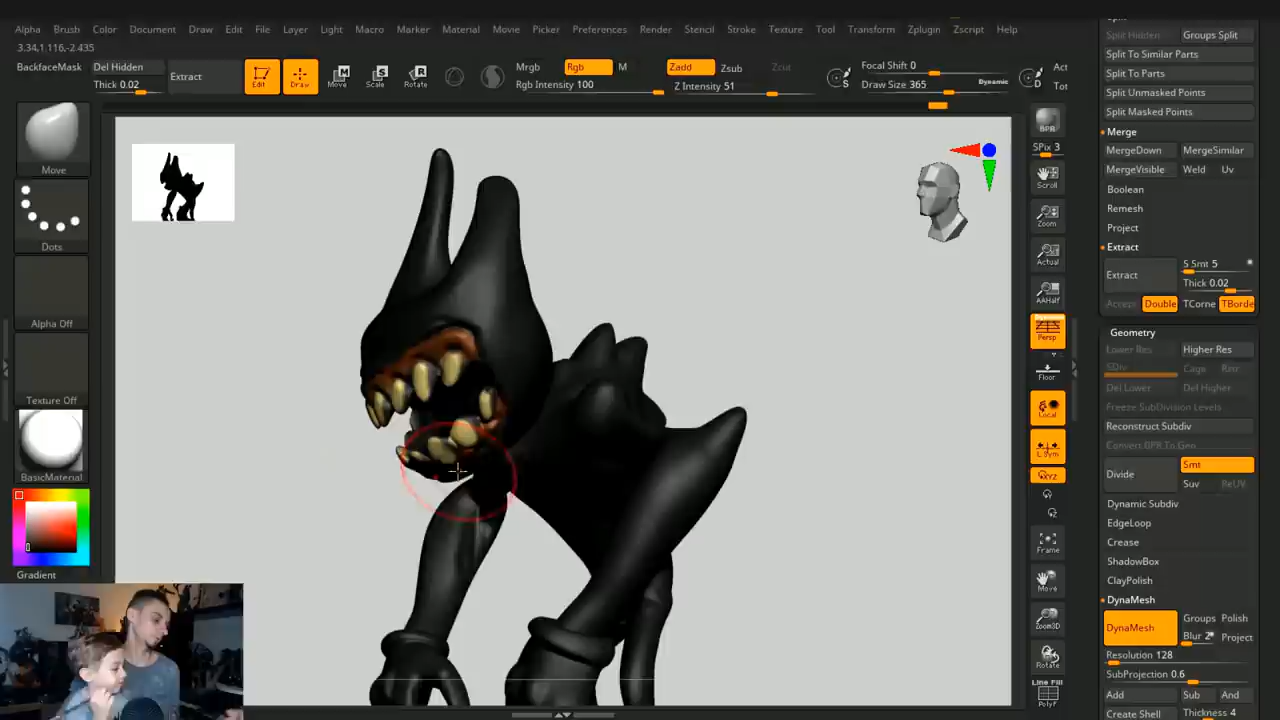 Alpha Brush Color Document Draw Edit File Layer Light Macro Marker Material Movie Picker Preferences Render Stencil Stroke Texture Tool Transform Zplugin Zscript Help
3.34,1.116,-2.435
BackfaceMask Del Hidden
Thick 0.02
Extract
Edit Draw Move Scale Rotate
Mrgb Rgb M
Rgb Intensity 100
Zadd Zsub Zcut
Z Intensity 51
Focal Shift 0
Draw Size 365
Dynamic
Act
Tot
Move
Dots
Alpha Off
Texture Off
BasicMaterial
Gradient
BPR
SPix 3
Scroll
Zoom
Actual
AAHalf
Dynamic
Persp
Floor
Local
L.Sym
XYZ
Frame
Move
Zoom3D
Rotate
Line Fill
PolyF
Split Hidden Groups Split
Split To Similar Parts
Split To Parts
Split Unmasked Points
Split Masked Points
Merge
MergeDown MergeSimilar
MergeVisible Weld Uv
Boolean
Remesh
Project
Extract
Extract S Smt 5
Thick 0.02
Accept Double TCorne TBorde
Geometry
Lower Res Higher Res
SDiv Cage Rstr
Del Lower Del Higher
Freeze SubDivision Levels
Reconstruct Subdiv
Convert BPR To Geo
Divide Smt
Suv ReUV
Dynamic Subdiv
EdgeLoop
Crease
ShadowBox
ClayPolish
DynaMesh
DynaMesh Groups Polish
Blur 2 Project
Resolution 128
SubProjection 0.6
Add Sub And
Create Shell Thickness 4